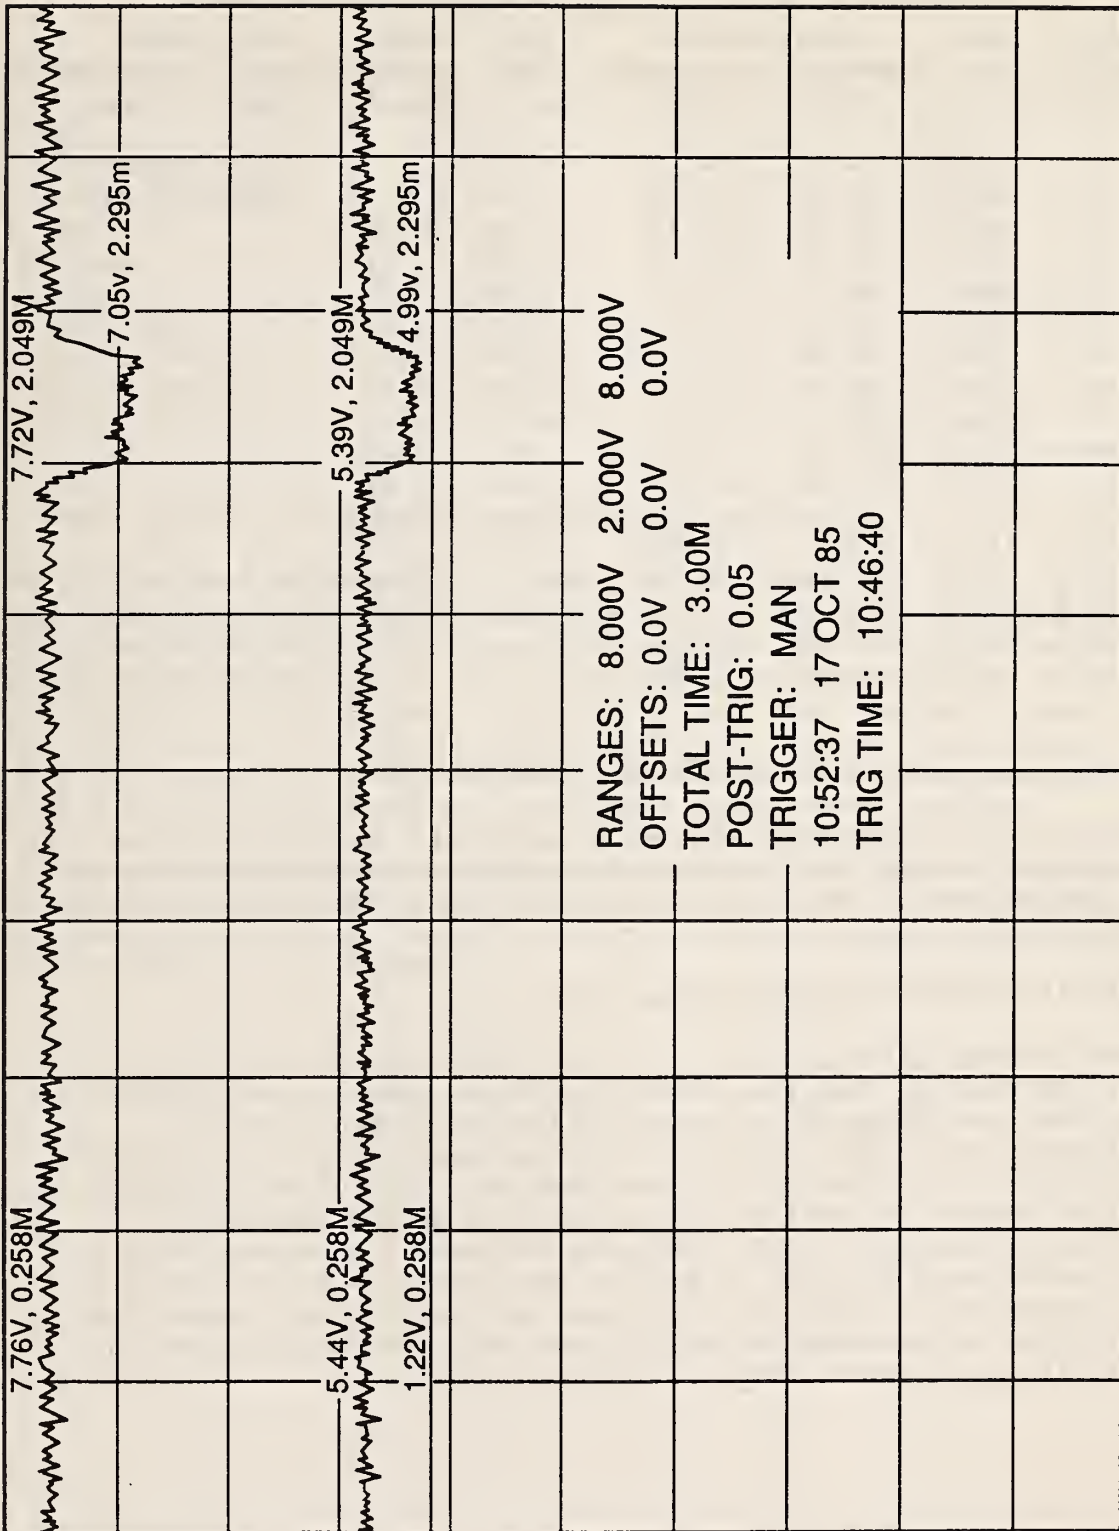 7.76V, 0.258M
7.72V, 2.049M
7.05v, 2.295m
5.44V, 0.258M
5.39V, 2.049M
1.22V, 0.258M
4.99v, 2.295m
RANGES: 8.000V 2.000V 8.000V
OFFSETS: 0.0V 0.0V 0.0V
TOTAL TIME: 3.00M
POST-TRIG: 0.05
TRIGGER: MAN
10:52:37 17 OCT 85
TRIG TIME: 10:46:40